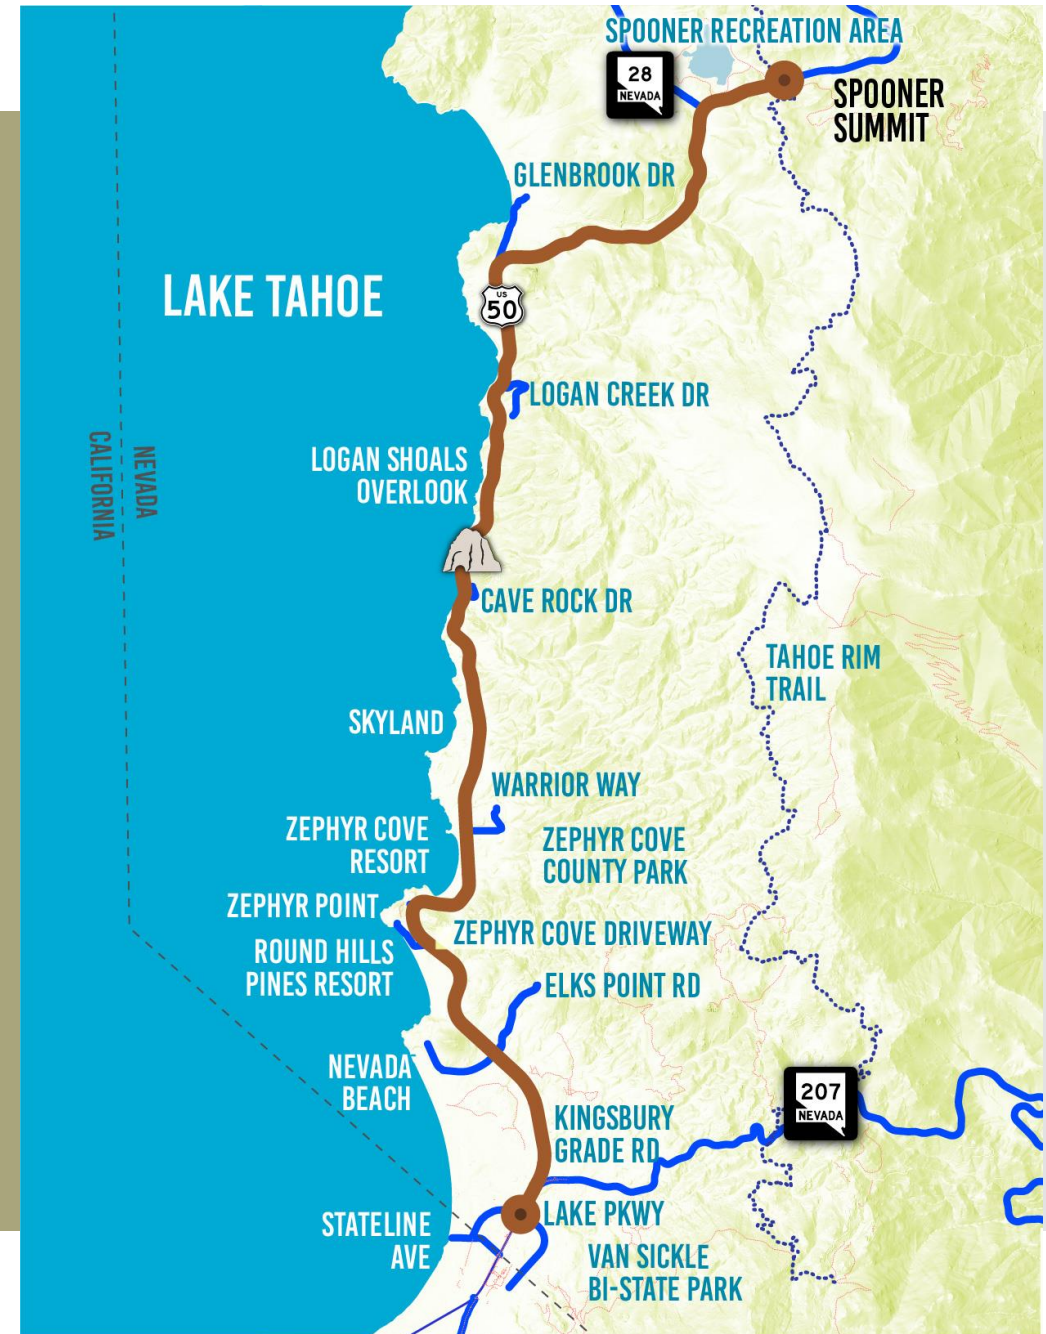 SPOONER RECREATION AREA
28
NEVADA
SPOONER
SUMMIT
GLENBROOK DR
LAKE TAHOE
US
50
LOGAN CREEK DR
CALIFORNIA
NEVADA
LOGAN SHOALS
OVERLOOK
CAVE ROCK DR
TAHOE RIM
TRAIL
SKYLAND
WARRIOR WAY
ZEPHYR COVE
RESORT
ZEPHYR COVE
COUNTY PARK
ZEPHYR POINT
ZEPHYR COVE DRIVEWAY
ROUND HILLS
PINES RESORT
ELKS POINT RD
NEVADA
BEACH
207
NEVADA
KINGSBURY
GRADE RD
LAKE PKWY
STATELINE
AVE
VAN SICKLE
BI-STATE PARK